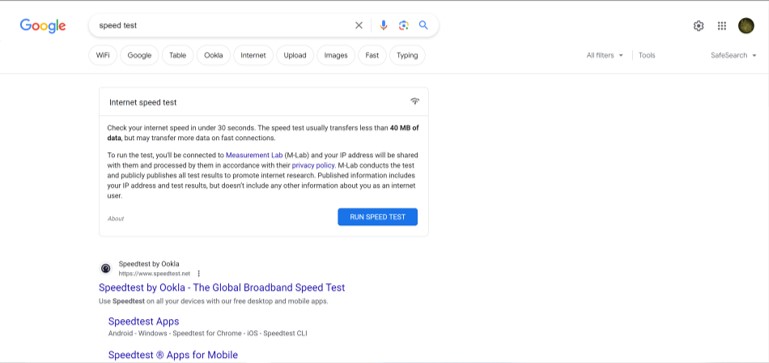 Google
speed test
WiFi Google Table Ookla Internet Upload Images Fast Typing All filters Tools SafeSearch
Internet speed test
Check your internet speed in under 30 seconds. The speed test usually transfers less than 40 MB of
data, but may transfer more data on fast connections.
To run the test, you'll be connected to Measurement Lab (M-Lab) and your IP address will be shared
with them and processed by them in accordance with their privacy policy. M-Lab conducts the test
and publicly publishes all test results to promote internet research. Published information includes
your IP address and test results, but doesn't include any other information about you as an internet
user.
About RUN SPEED TEST
Speedtest by Ookla
https://www.speedtest.net
Speedtest by Ookla - The Global Broadband Speed Test
Use Speedtest on all your devices with our free desktop and mobile apps.
Speedtest Apps
Android - Windows - Speedtest for Chrome - iOS - Speedtest CLI
Speedtest ® Apps for Mobile